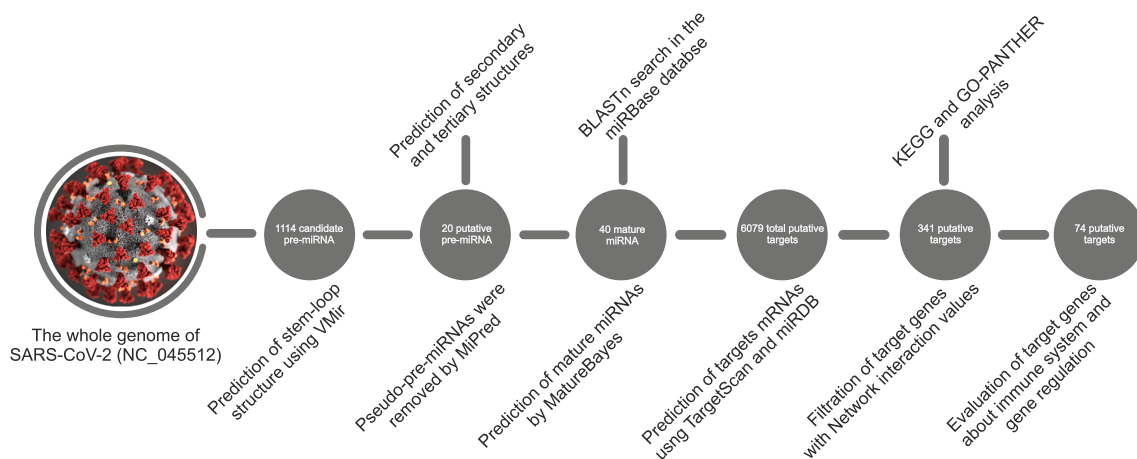 The whole genome of
SARS-CoV-2 (NC_045512)
1114 candidate
pre-miRNA
Prediction of stem-loop
structure using VMir
Prediction of secondary
and tertiary structures
20 putative
pre-miRNA
Pseudo-pre-miRNAs were
removed by MiPred
BLASTn search in the
miRBase databse
40 mature
miRNA
Prediction of mature miRNAs
by MatureBayes
6079 total putative
targets
Prediction of targets mRNAs
usng TargetScan and miRDB
KEGG and GO-PANTHER
analysis
341 putative
targets
Filtration of target genes
with Network interaction values
74 putative
targets
Evaluation of target genes
about immune system and
gene regulation